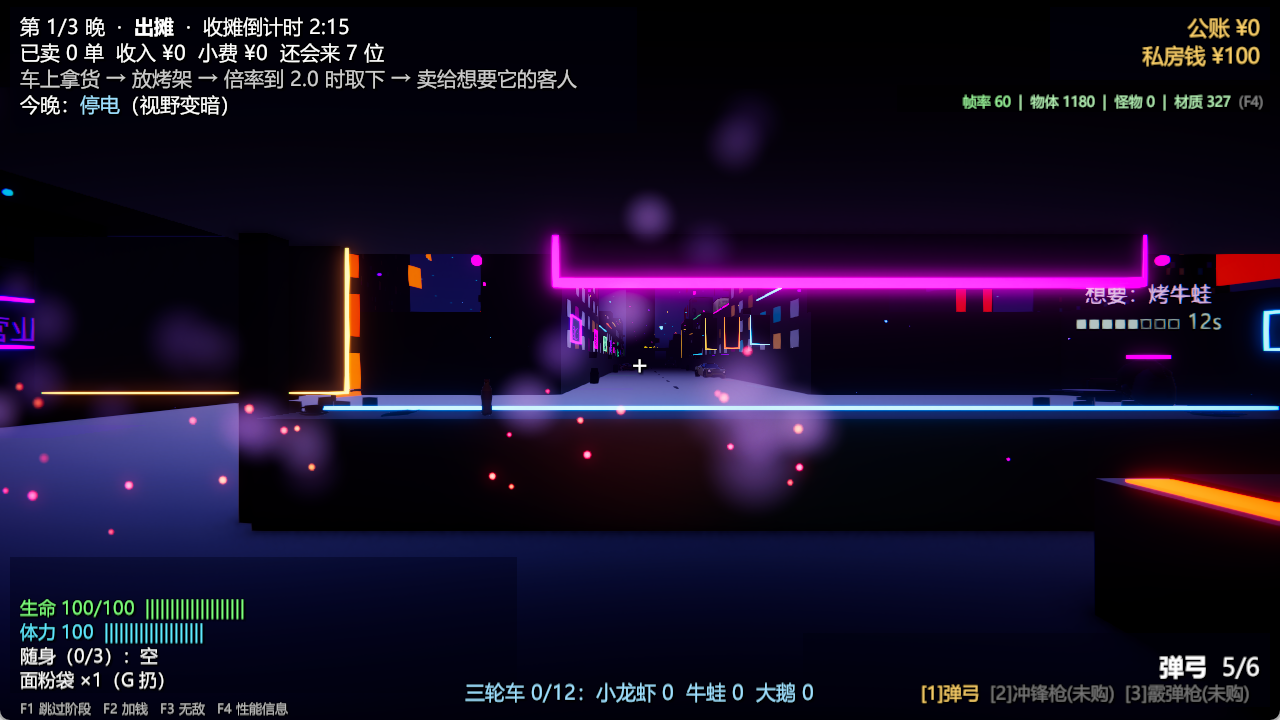 第 1/3 晚 · 出摊 · 收摊倒计时 2:15
已卖 0 单 收入 ¥0 小费 ¥0 还会来 7 位
车上拿货 → 放烤架 → 倍率到 2.0 时取下 → 卖给想要它的客人
今晚：停电（视野变暗）
公账 ¥0
私房钱 ¥100
帧率 60 | 物体 1180 | 怪物 0 | 材质 327 (F4)
想要：烤牛蛙
12s
营业
生命 100/100
体力 100
随身（0/3）：空
面粉袋 ×1（G 扔）
F1 跳过阶段 F2 加钱 F3 无敌 F4 性能信息
三轮车 0/12：小龙虾 0 牛蛙 0 大鹅 0
弹弓 5/6
[1]弹弓 [2]冲锋枪(未购) [3]霰弹枪(未购)